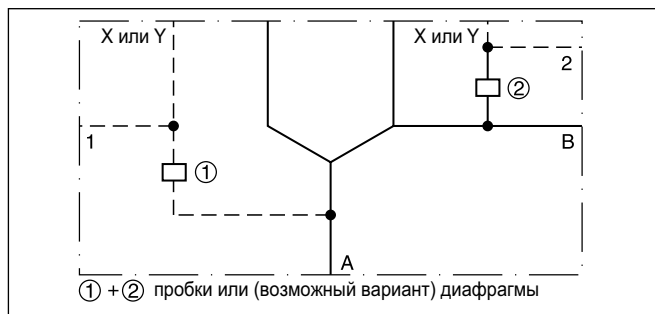 X или Y
X или Y
2
②
1
B
①
A
① + ② пробки или (возможный вариант) диафрагмы